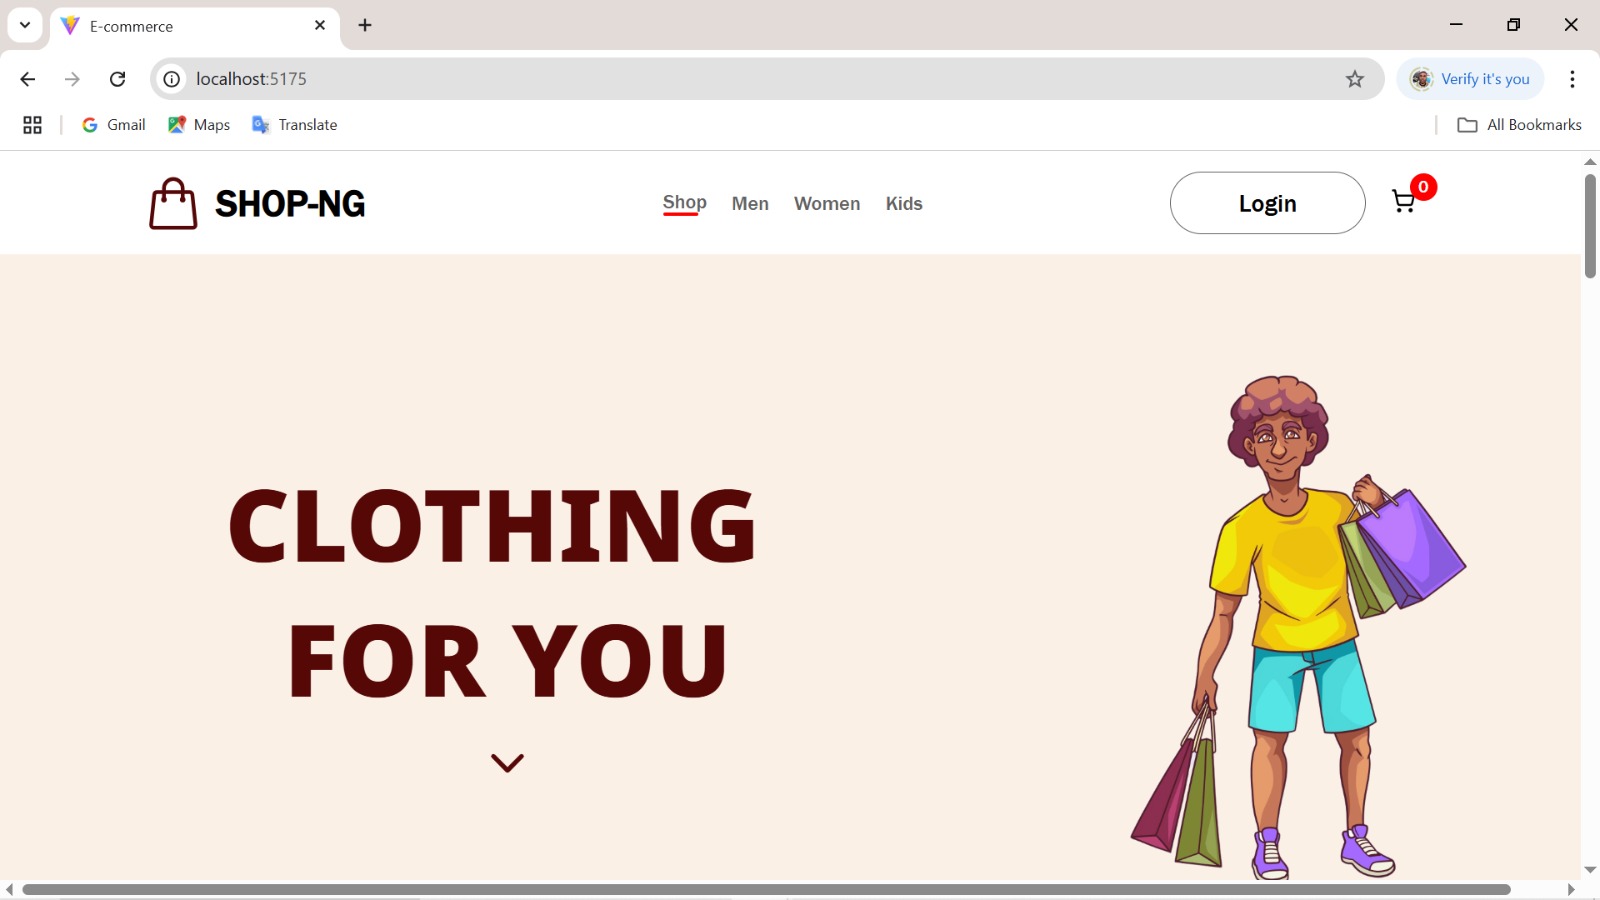 E-commerce
localhost:5175
Verify it's you
Gmail Maps Translate
All Bookmarks
SHOP-NG
Shop Men Women Kids
Login
0
CLOTHING
FOR YOU